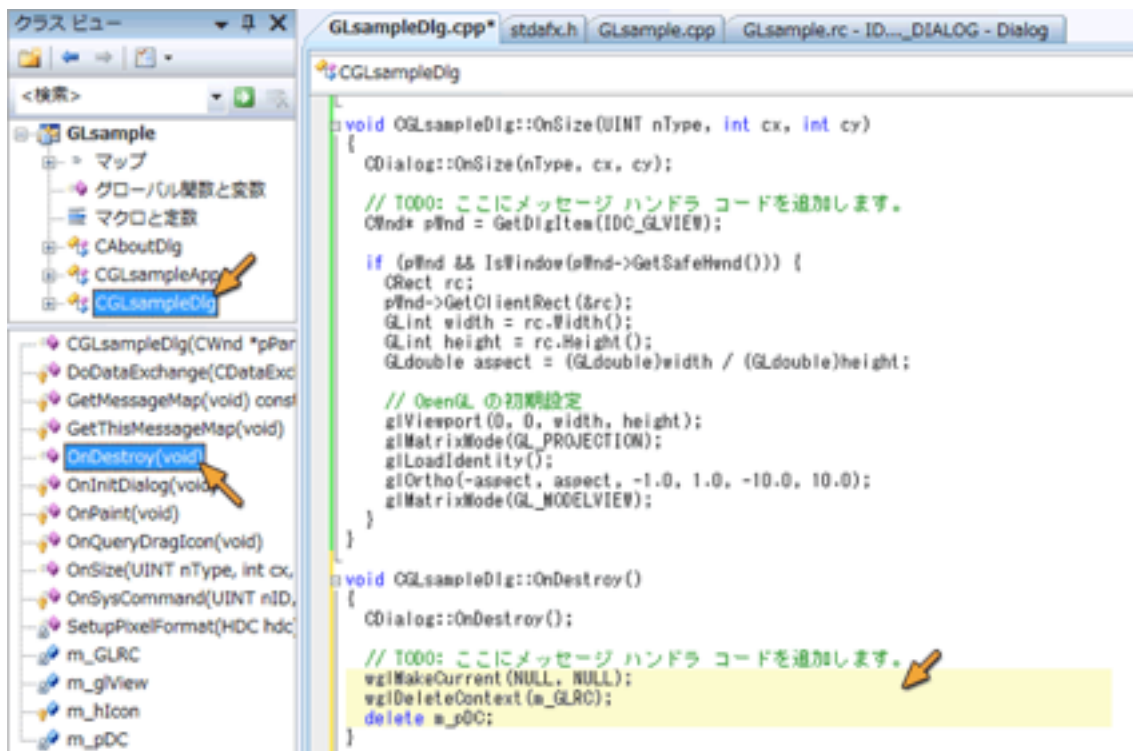 クラス ビュー
<検索>
GLsample
マップ
グローバル関数と変数
マクロと定数
CAboutDlg
CGLsampleApp
CGLsampleDlg
CGLsampleDlg(CWnd *pPar
DoDataExchange(CDataExc
GetMessageMap(void) const
GetThisMessageMap(void)
OnDestroy(void)
OnInitDialog(void)
OnPaint(void)
OnQueryDragIcon(void)
OnSize(UINT nType, int cx,
OnSysCommand(UINT nID,
SetupPixelFormat(HDC hdc
m_GLRC
m_glView
m_hIcon
m_pDC
GLsampleDlg.cpp* stdafx.h GLsample.cpp GLsample.rc - ID..._DIALOG - Dialog
CGLsampleDlg
void CGLsampleDlg::OnSize(UINT nType, int cx, int cy)
{
CDialog::OnSize(nType, cx, cy);
// TODO: ここにメッセージ ハンドラ コードを追加します。
CWnd* pWnd = GetDlgItem(IDC_GLVIEW);
if (pWnd && IsWindow(pWnd->GetSafeHwnd())) {
CRect rc;
pWnd->GetClientRect(&rc);
GLint width = rc.Width();
GLint height = rc.Height();
GLdouble aspect = (GLdouble)width / (GLdouble)height;
// OpenGL の初期設定
glViewport(0, 0, width, height);
glMatrixMode(GL_PROJECTION);
glLoadIdentity();
glOrtho(-aspect, aspect, -1.0, 1.0, -10.0, 10.0);
glMatrixMode(GL_MODELVIEW);
}
}
void CGLsampleDlg::OnDestroy()
{
CDialog::OnDestroy();
// TODO: ここにメッセージ ハンドラ コードを追加します。
wglMakeCurrent(NULL, NULL);
wglDeleteContext(m_GLRC);
delete m_pDC;
}